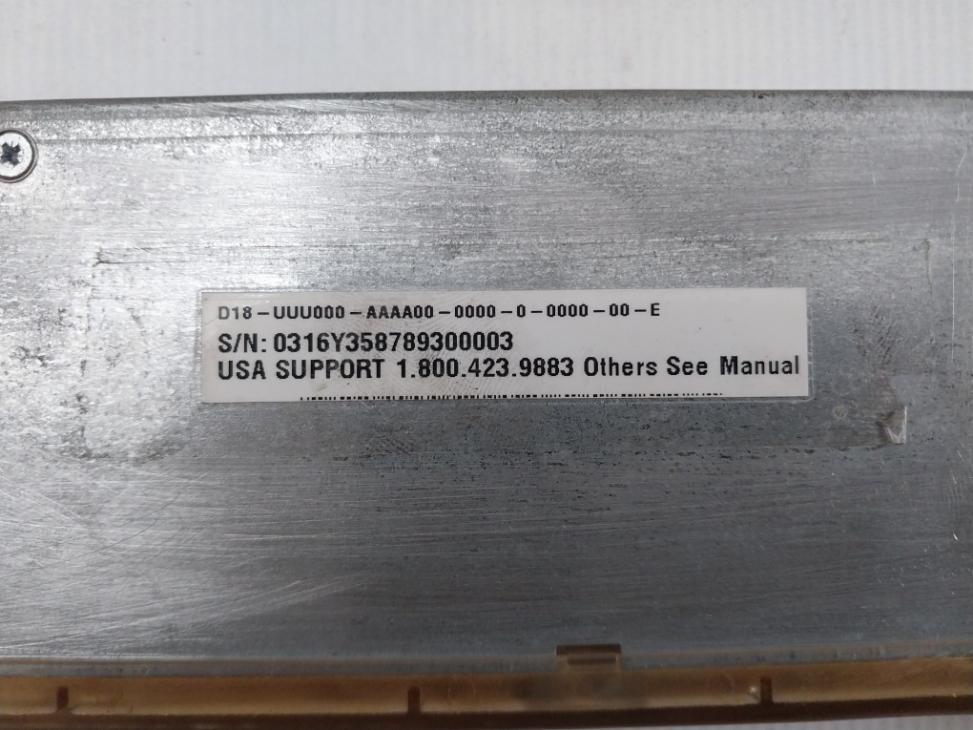 D18-UUU000-AAAA00-0000-0-0000-00-E
S/N: 0316Y358789300003
USA SUPPORT 1.800.423.9883 Others See Manual